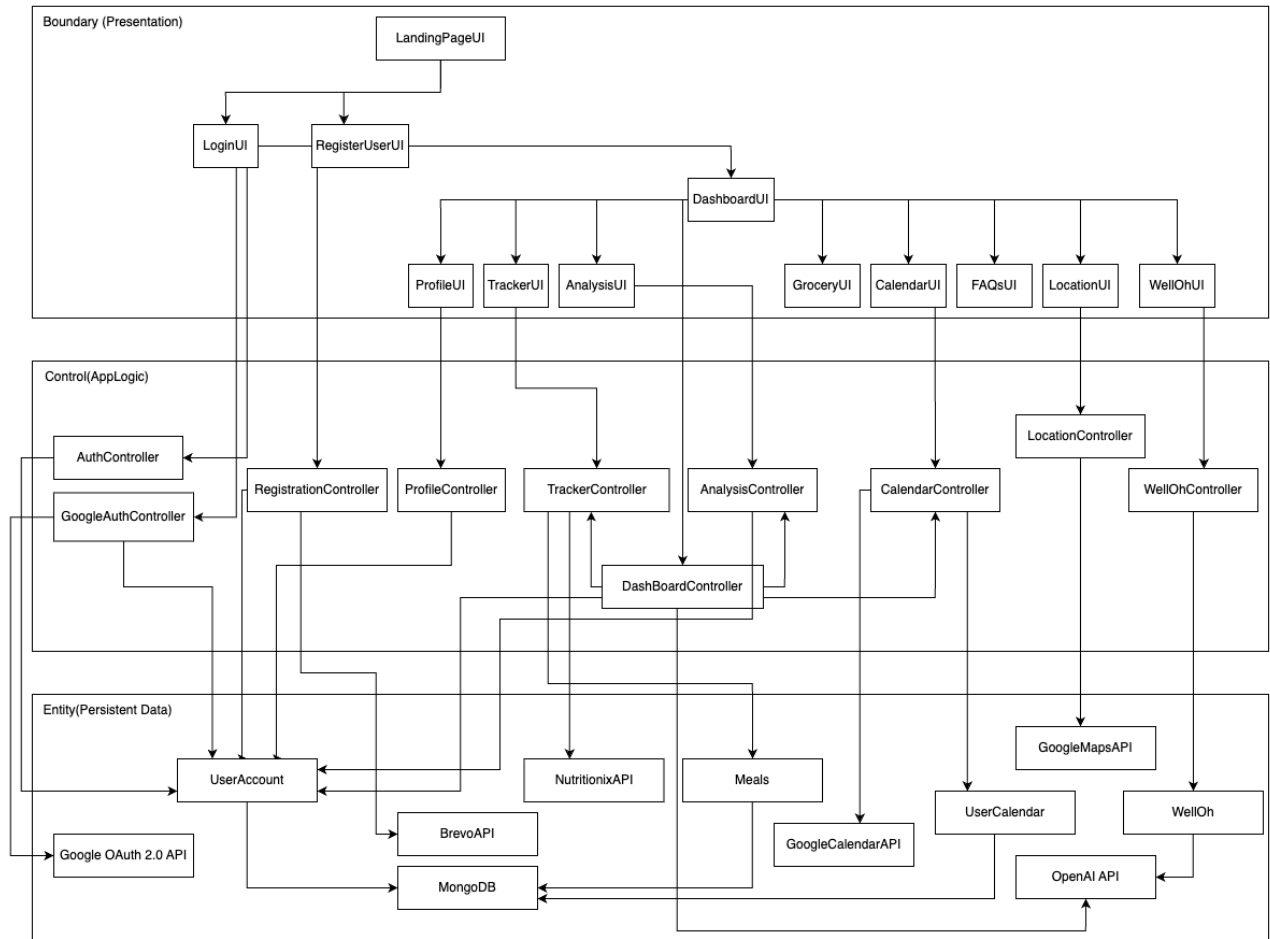 Boundary (Presentation)
LandingPageUI
LoginUI
RegisterUserUI
DashboardUI
ProfileUI
TrackerUI
AnalysisUI
GroceryUI
CalendarUI
FAQsUI
LocationUI
WellOhUI
Control(AppLogic)
LocationController
AuthController
RegistrationController
ProfileController
TrackerController
AnalysisController
CalendarController
WellOhController
GoogleAuthController
DashBoardController
Entity(Persistent Data)
GoogleMapsAPI
UserAccount
NutritionixAPI
Meals
UserCalendar
WellOh
BrevoAPI
GoogleCalendarAPI
Google OAuth 2.0 API
OpenAI API
MongoDB